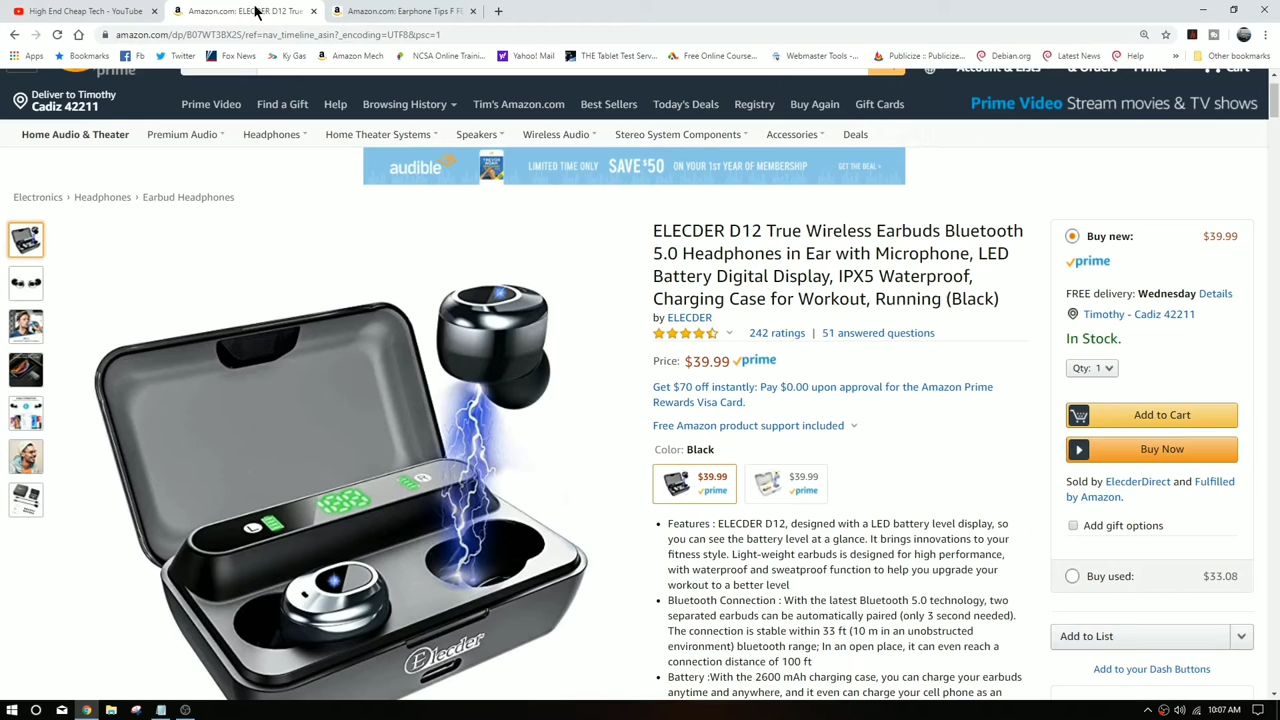 High End Cheap Tech - YouTube
Amazon.com: ELECDER D12 True
Amazon.com: Earphone Tips F FO
amazon.com/dp/B07WT3BX2S/ref=nav_timeline_asin?_encoding=UTF8&psc=1
Apps Bookmarks Fb Twitter Fox News Ky Gas Amazon Mech NCSA Online Traini... Yahoo! Mail THE Tablet Test Serv... Free Online Course... Webmaster Tools -... Publicize :: Publicize... Debian.org Latest News Help » Other bookmarks
prime
Account & Lists & Orders Prime Cart
Deliver to Timothy
Cadiz 42211
Prime Video Find a Gift Help Browsing History Tim's Amazon.com Best Sellers Today's Deals Registry Buy Again Gift Cards
Prime Video Stream movies & TV shows
Home Audio & Theater Premium Audio Headphones Home Theater Systems Speakers Wireless Audio Stereo System Components Accessories Deals
audible LIMITED TIME ONLY SAVE $50 ON YOUR 1ST YEAR OF MEMBERSHIP GET THE DEAL >
Electronics › Headphones › Earbud Headphones
L R
Elecder
ELECDER D12 True Wireless Earbuds Bluetooth
5.0 Headphones in Ear with Microphone, LED
Battery Digital Display, IPX5 Waterproof,
Charging Case for Workout, Running (Black)
by ELECDER
242 ratings | 51 answered questions
Price: $39.99 prime
Get $70 off instantly: Pay $0.00 upon approval for the Amazon Prime
Rewards Visa Card.
Free Amazon product support included
Color: Black
$39.99 prime
$39.99 prime
• Features : ELECDER D12, designed with a LED battery level display, so
you can see the battery level at a glance. It brings innovations to your
fitness style. Light-weight earbuds is designed for high performance,
with waterproof and sweatproof function to help you upgrade your
workout to a better level
• Bluetooth Connection : With the latest Bluetooth 5.0 technology, two
separated earbuds can be automatically paired (only 3 second needed).
The connection is stable within 33 ft (10 m in an unobstructed
environment) bluetooth range; In an open place, it can even reach a
connection distance of 100 ft
• Battery :With the 2600 mAh charging case, you can charge your earbuds
anytime and anywhere, and it even can charge your cell phone as an
Buy new: $39.99
prime
FREE delivery: Wednesday Details
Timothy - Cadiz 42211
In Stock.
Qty: 1
Add to Cart
Buy Now
Sold by ElecderDirect and Fulfilled
by Amazon.
Add gift options
Buy used: $33.08
Add to List
Add to your Dash Buttons
10:07 AM